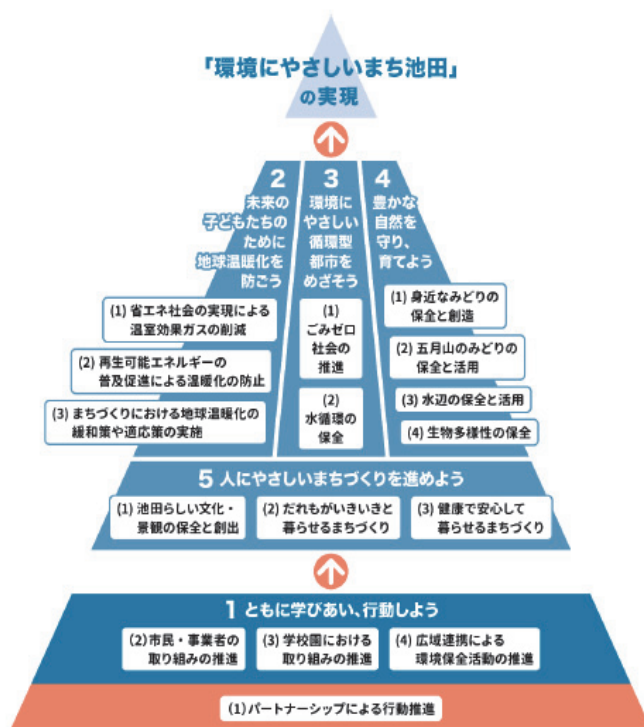 「環境にやさしいまち池田」
の実現
2
未来の
子どもたちの
ために
地球温暖化を
防ごう
(1) 省エネ社会の実現による
温室効果ガスの削減
(2) 再生可能エネルギーの
普及促進による温暖化の防止
(3) まちづくりにおける地球温暖化の
緩和策や適応策の実施
3
環境に
やさしい
循環型
都市を
めざそう
(1)
ごみゼロ
社会の
推進
(2)
水循環の
保全
4
豊かな
自然を
守り、
育てよう
(1) 身近なみどりの
保全と創造
(2) 五月山のみどりの
保全と活用
(3) 水辺の保全と活用
(4) 生物多様性の保全
5 人にやさしいまちづくりを進めよう
(1) 池田らしい文化・
景観の保全と創出
(2) だれもがいきいきと
暮らせるまちづくり
(3) 健康で安心して
暮らせるまちづくり
1 ともに学びあい、行動しよう
(2)市民・事業者の
取り組みの推進
(3) 学校園における
取り組みの推進
(4) 広域連携による
環境保全活動の推進
(1)パートナーシップによる行動推進